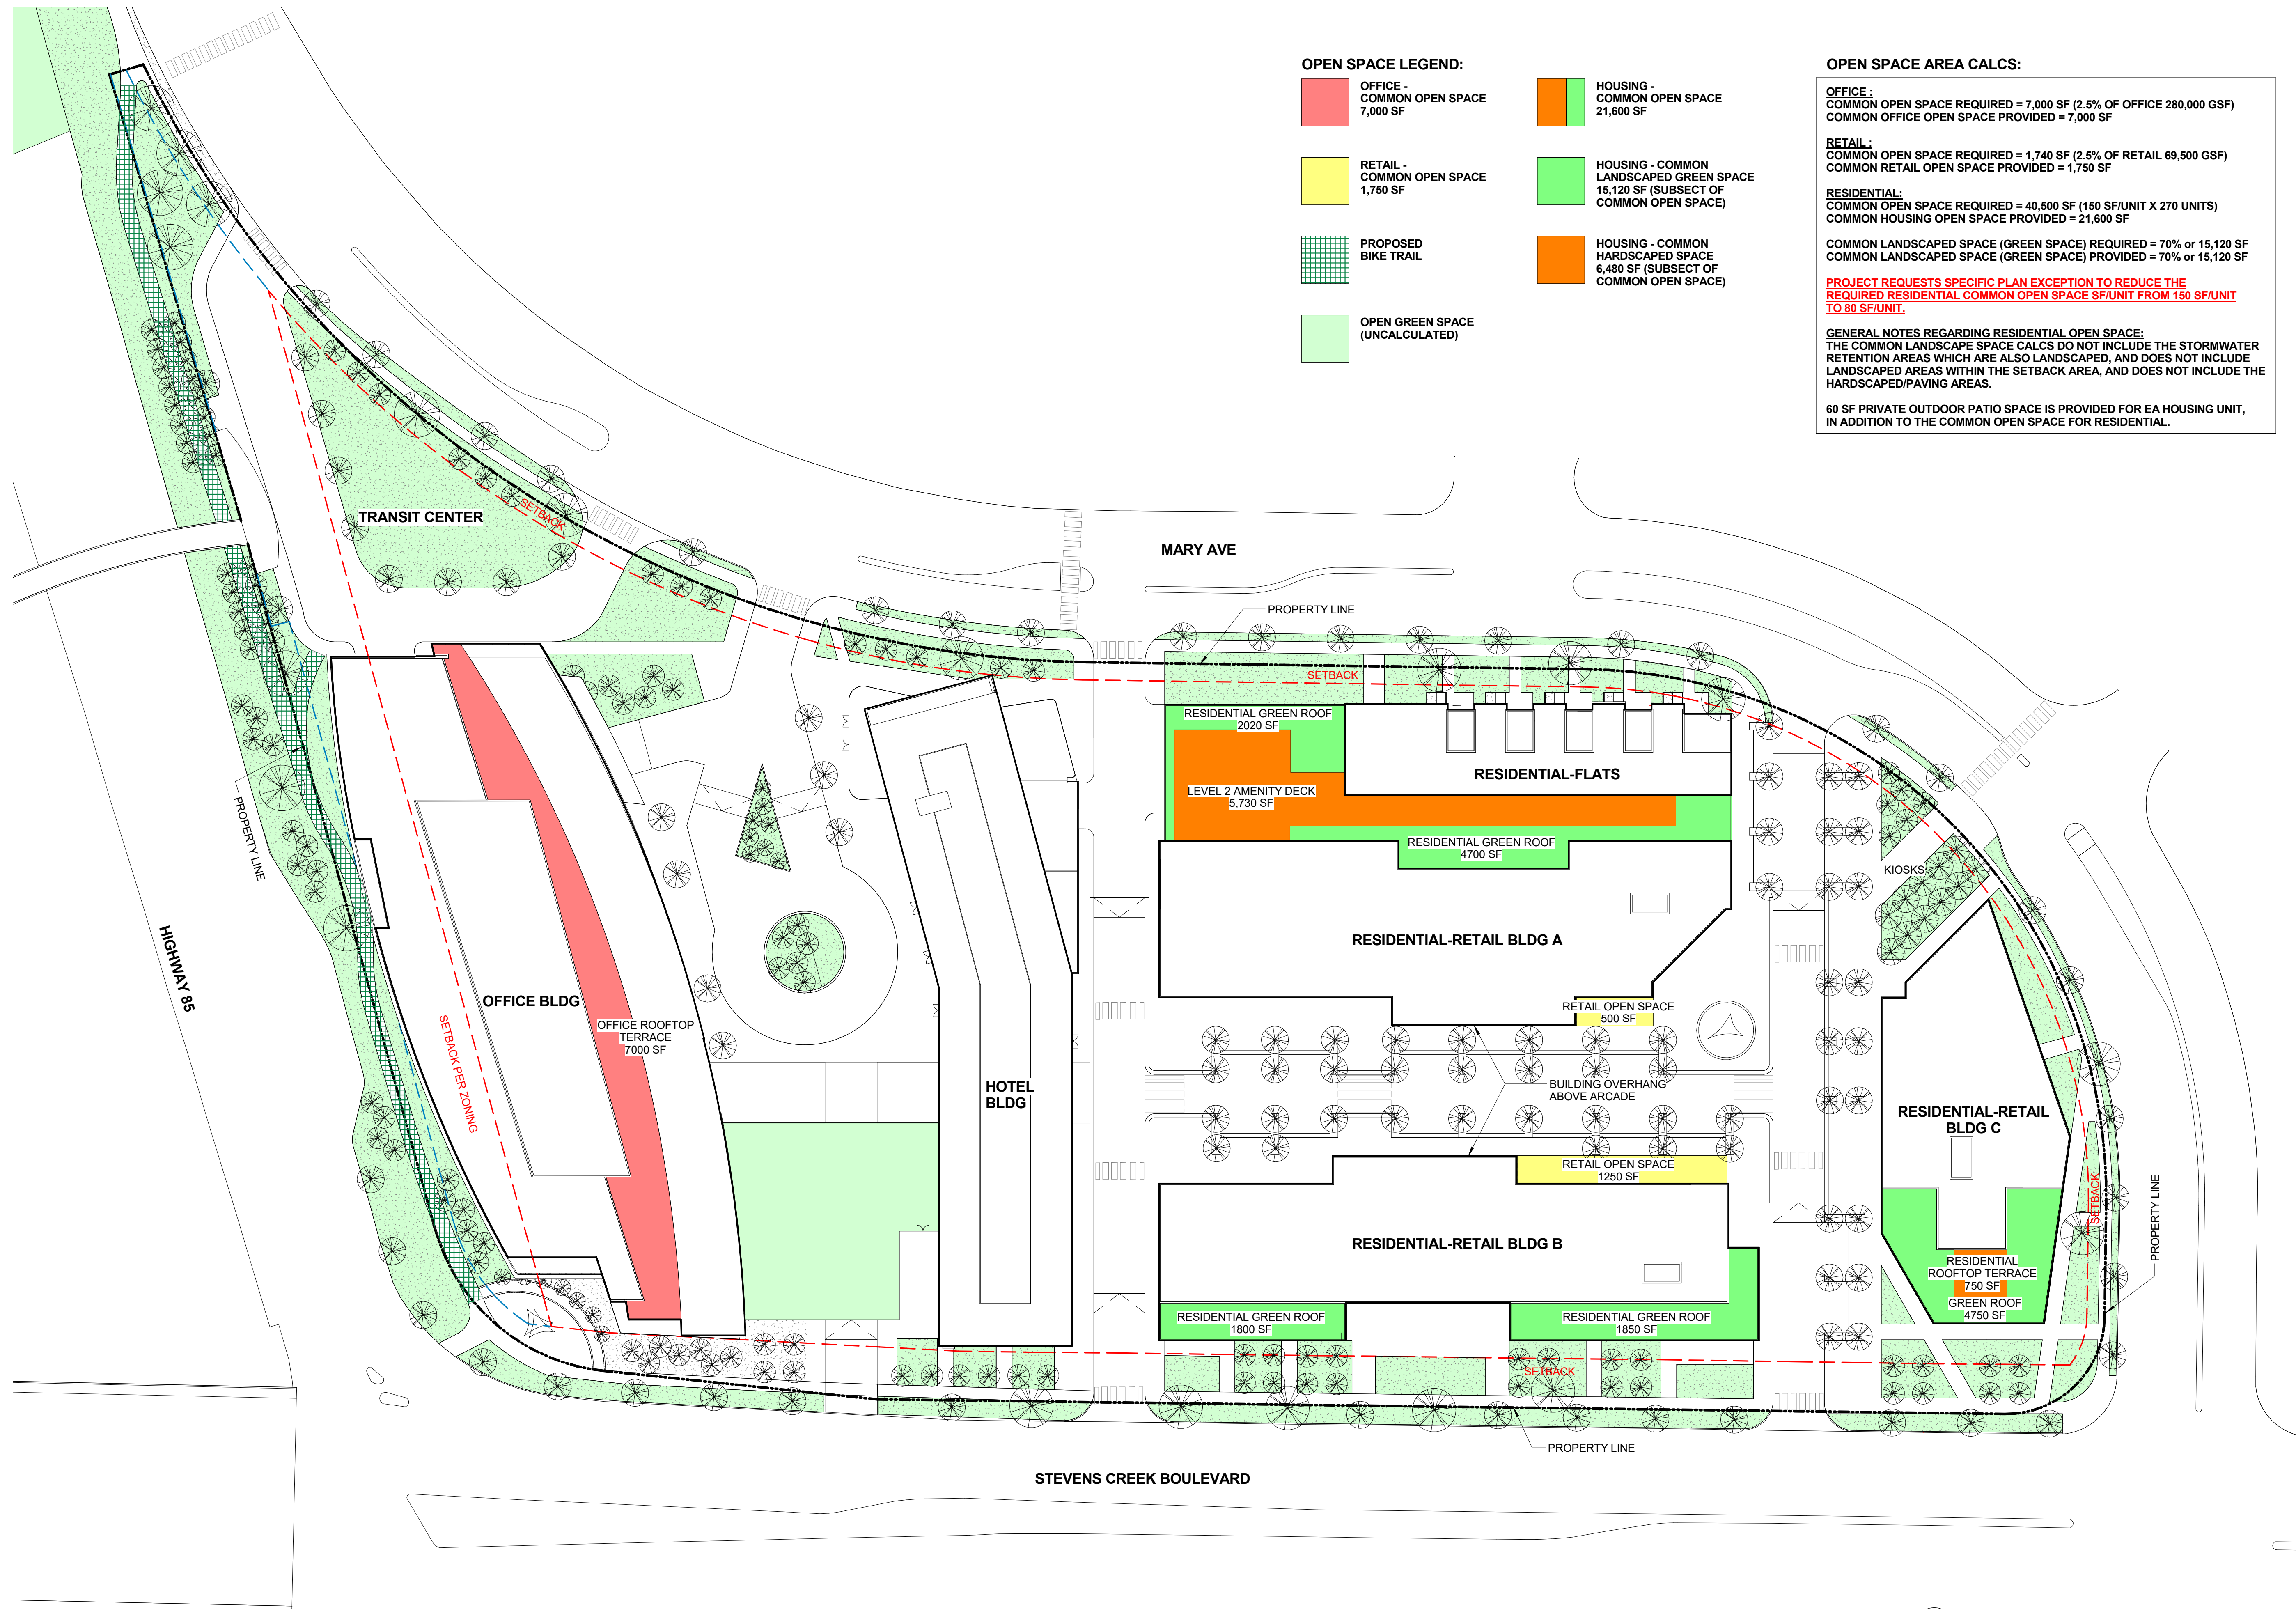 OPEN SPACE LEGEND:
OFFICE -
COMMON OPEN SPACE
7,000 SF
RETAIL -
COMMON OPEN SPACE
1,750 SF
PROPOSED
BIKE TRAIL
OPEN GREEN SPACE
(UNCALCULATED)
HOUSING -
COMMON OPEN SPACE
21,600 SF
HOUSING - COMMON
LANDSCAPED GREEN SPACE
15,120 SF (SUBSECT OF
COMMON OPEN SPACE)
HOUSING - COMMON
HARDSCAPED SPACE
6,480 SF (SUBSECT OF
COMMON OPEN SPACE)
OPEN SPACE AREA CALCS:
OFFICE :
COMMON OPEN SPACE REQUIRED = 7,000 SF (2.5% OF OFFICE 280,000 GSF)
COMMON OFFICE OPEN SPACE PROVIDED = 7,000 SF
RETAIL :
COMMON OPEN SPACE REQUIRED = 1,740 SF (2.5% OF RETAIL 69,500 GSF)
COMMON RETAIL OPEN SPACE PROVIDED = 1,750 SF
RESIDENTIAL:
COMMON OPEN SPACE REQUIRED = 40,500 SF (150 SF/UNIT X 270 UNITS)
COMMON HOUSING OPEN SPACE PROVIDED = 21,600 SF
COMMON LANDSCAPED SPACE (GREEN SPACE) REQUIRED = 70% or 15,120 SF
COMMON LANDSCAPED SPACE (GREEN SPACE) PROVIDED = 70% or 15,120 SF
PROJECT REQUESTS SPECIFIC PLAN EXCEPTION TO REDUCE THE
REQUIRED RESIDENTIAL COMMON OPEN SPACE SF/UNIT FROM 150 SF/UNIT
TO 80 SF/UNIT.
GENERAL NOTES REGARDING RESIDENTIAL OPEN SPACE:
THE COMMON LANDSCAPE SPACE CALCS DO NOT INCLUDE THE STORMWATER
RETENTION AREAS WHICH ARE ALSO LANDSCAPED, AND DOES NOT INCLUDE
LANDSCAPED AREAS WITHIN THE SETBACK AREA, AND DOES NOT INCLUDE THE
HARDSCAPED/PAVING AREAS.
60 SF PRIVATE OUTDOOR PATIO SPACE IS PROVIDED FOR EA HOUSING UNIT,
IN ADDITION TO THE COMMON OPEN SPACE FOR RESIDENTIAL.
TRANSIT CENTER
SETBACK
MARY AVE
PROPERTY LINE
SETBACK
RESIDENTIAL GREEN ROOF
2020 SF
RESIDENTIAL-FLATS
LEVEL 2 AMENITY DECK
5,730 SF
RESIDENTIAL GREEN ROOF
4700 SF
KIOSKS
PROPERTY LINE
HIGHWAY 85
RESIDENTIAL-RETAIL BLDG A
OFFICE BLDG
OFFICE ROOFTOP
TERRACE
7000 SF
SETBACK PER ZONING
RETAIL OPEN SPACE
500 SF
HOTEL
BLDG
BUILDING OVERHANG
ABOVE ARCADE
RESIDENTIAL-RETAIL
BLDG C
RETAIL OPEN SPACE
1250 SF
SETBACK
PROPERTY LINE
RESIDENTIAL-RETAIL BLDG B
RESIDENTIAL
ROOFTOP TERRACE
750 SF
GREEN ROOF
4750 SF
RESIDENTIAL GREEN ROOF
1800 SF
RESIDENTIAL GREEN ROOF
1850 SF
SETBACK
PROPERTY LINE
STEVENS CREEK BOULEVARD